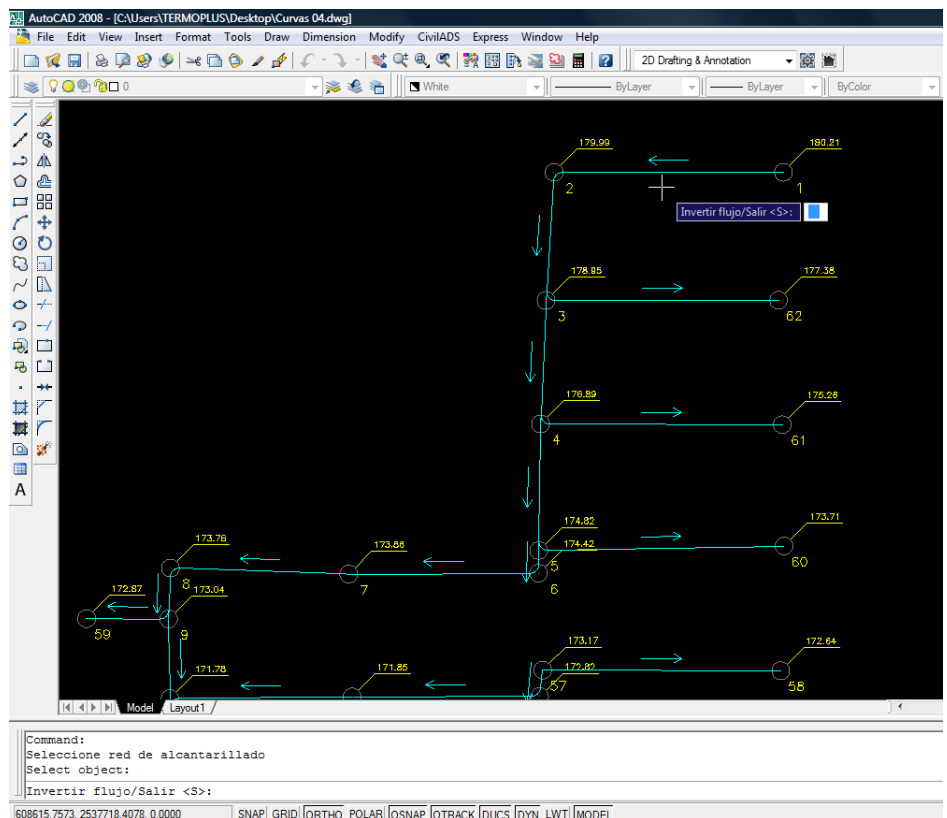 AutoCAD 2008 - [C:\Users\TERMOPLUS\Desktop\Curvas 04.dwg]
File Edit View Insert Format Tools Draw Dimension Modify CivilADS Express Window Help
2D Drafting & Annotation
0 White ByLayer ByLayer ByColor
179.99 180.21
2 1
Invertir flujo/Salir <S>:
178.95 177.38
3 62
176.89 175.26
4 61
174.82 173.71
173.76 173.86 174.42
5 60
8 173.04 7 6
172.87
59 9
173.17 172.64
171.78 171.85 172.82
57 58
Model Layout1
Command:
Seleccione red de alcantarillado
Select object:
Invertir flujo/Salir <S>:
608615.7573, 2537718.4078, 0.0000 SNAP GRID ORTHO POLAR OSNAP OTRACK DUCS DYN LWT MODEL